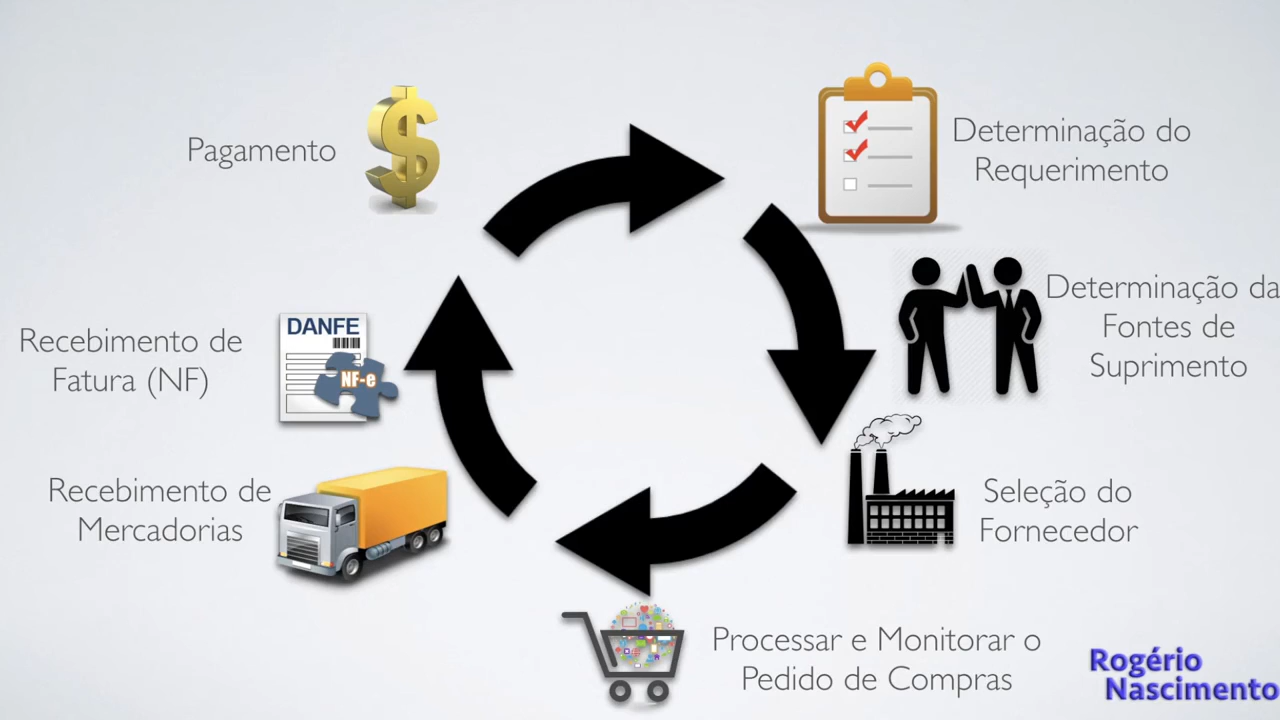 Pagamento
Determinação do
Requerimento
Determinação da
Fontes de
Suprimento
Seleção do
Fornecedor
Processar e Monitorar o
Pedido de Compras
Recebimento de
Mercadorias
Recebimento de
Fatura (NF)
DANFE
NF-e
Rogério
Nascimento